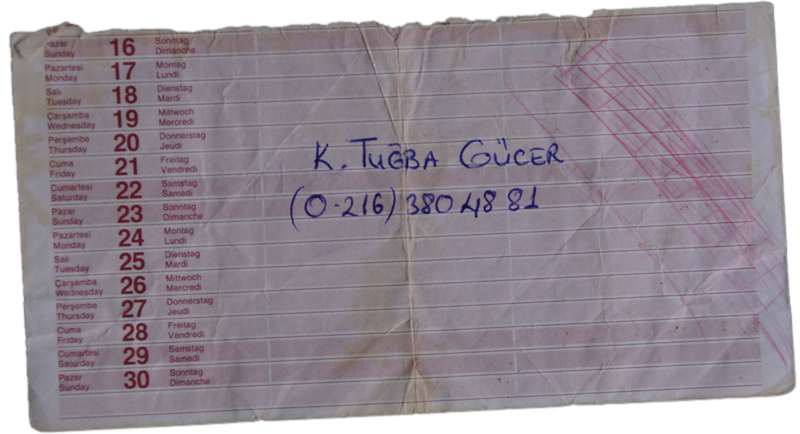 Pazar 16 Sonntag
Sunday Dimanche
Pazartesi 17 Montag
Monday Lundi
Salı 18 Dienstag
Tuesday Mardi
Çarşamba 19 Mittwoch
Wednesday Mercredi
Perşembe 20 Donnerstag
Thursday Jeudi
Cuma 21 Freitag
Friday Vendredi
Cumartesi 22 Samstag
Saturday Samedi
Pazar 23 Sonntag
Sunday Dimanche
Pazartesi 24 Montag
Monday Lundi
Salı 25 Dienstag
Tuesday Mardi
Çarşamba 26 Mittwoch
Wednesday Mercredi
Perşembe 27 Donnerstag
Thursday Jeudi
Cuma 28 Freitag
Friday Vendredi
Cumartesi 29 Samstag
Saturday Samedi
Pazar 30 Sonntag
Sunday Dimanche
K. TUĞBA GÜCER
(0-216) 380 48 81